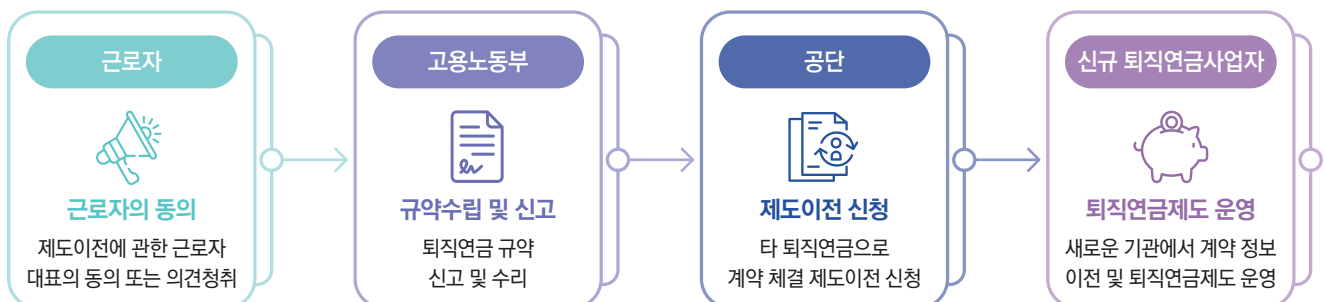 근로자
근로자의 동의
제도이전에 관한 근로자
대표의 동의 또는 의견청취
고용노동부
규약수립 및 신고
퇴직연금 규약
신고 및 수리
공단
제도이전 신청
타 퇴직연금으로
계약 체결 제도이전 신청
신규 퇴직연금사업자
퇴직연금제도 운영
새로운 기관에서 계약 정보
이전 및 퇴직연금제도 운영